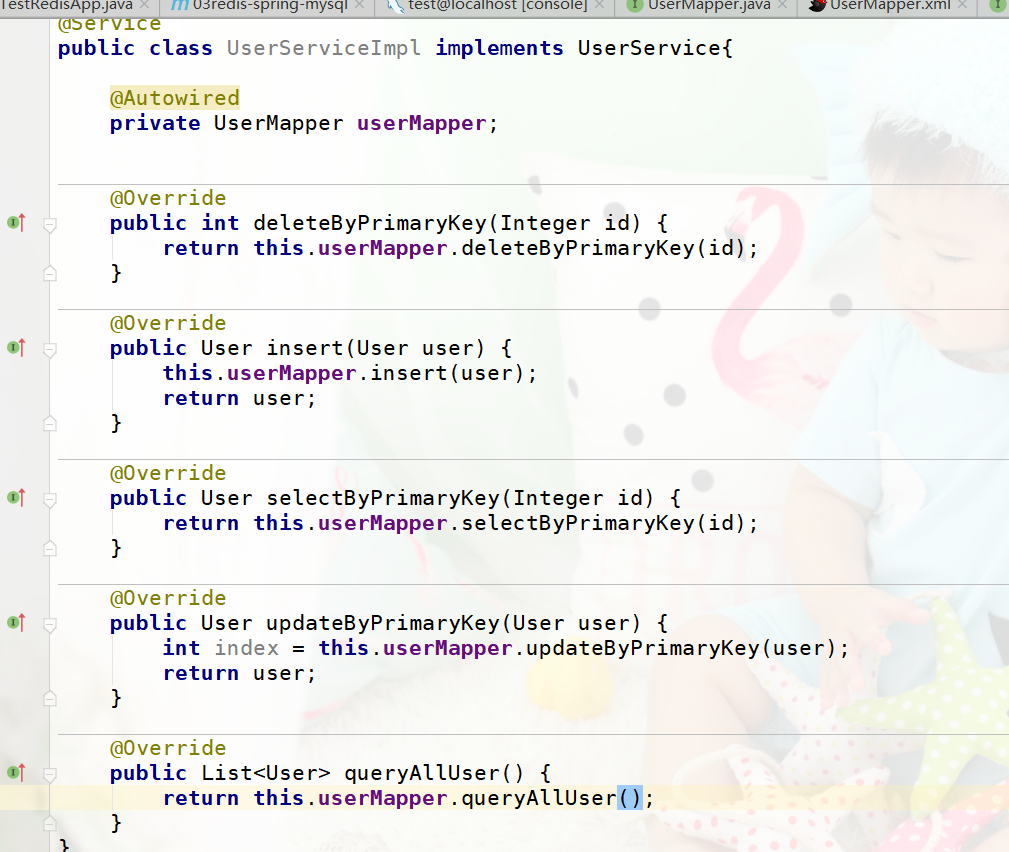 TestRedisApp.java
m 03redis-spring-mysql
test@localhost [console]
I UserMapper.java
UserMapper.xml
@Service
public class UserServiceImpl implements UserService{
@Autowired
private UserMapper userMapper;
@Override
public int deleteByPrimaryKey(Integer id) {
return this.userMapper.deleteByPrimaryKey(id);
}
@Override
public User insert(User user) {
this.userMapper.insert(user);
return user;
}
@Override
public User selectByPrimaryKey(Integer id) {
return this.userMapper.selectByPrimaryKey(id);
}
@Override
public User updateByPrimaryKey(User user) {
int index = this.userMapper.updateByPrimaryKey(user);
return user;
}
@Override
public List<User> queryAllUser() {
return this.userMapper.queryAllUser();
}
}